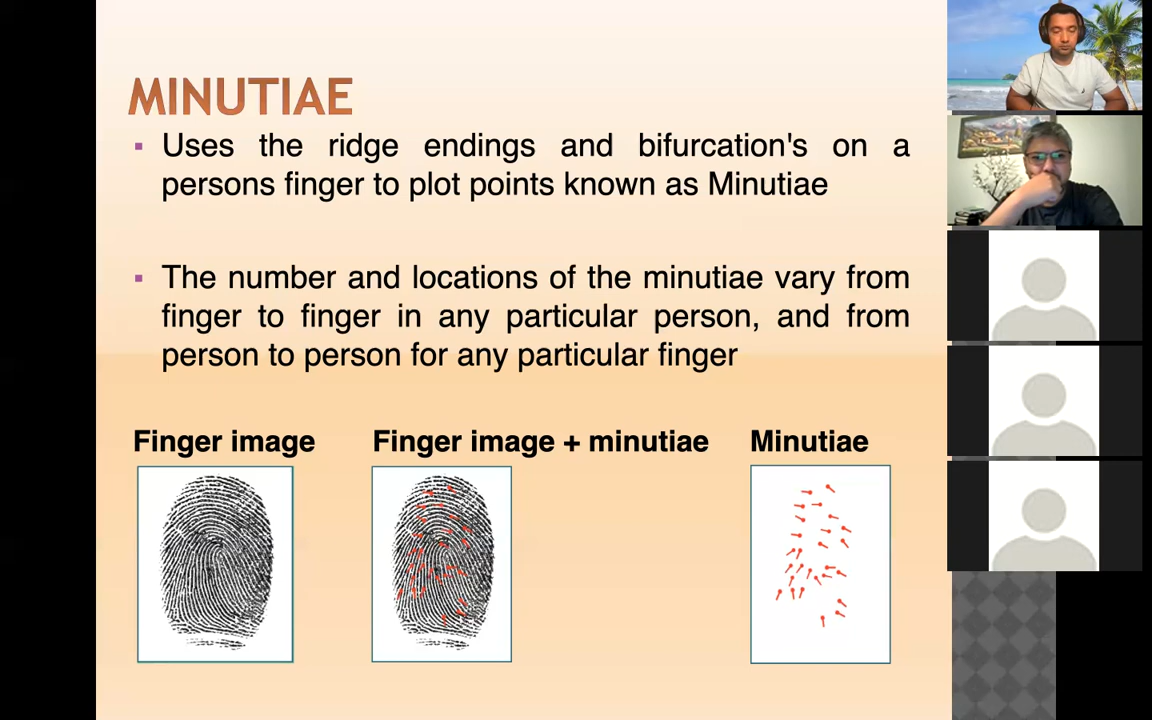 MINUTIAE
▪ Uses the ridge endings and bifurcation's on a
persons finger to plot points known as Minutiae
▪ The number and locations of the minutiae vary from
finger to finger in any particular person, and from
person to person for any particular finger
Finger image Finger image + minutiae Minutiae